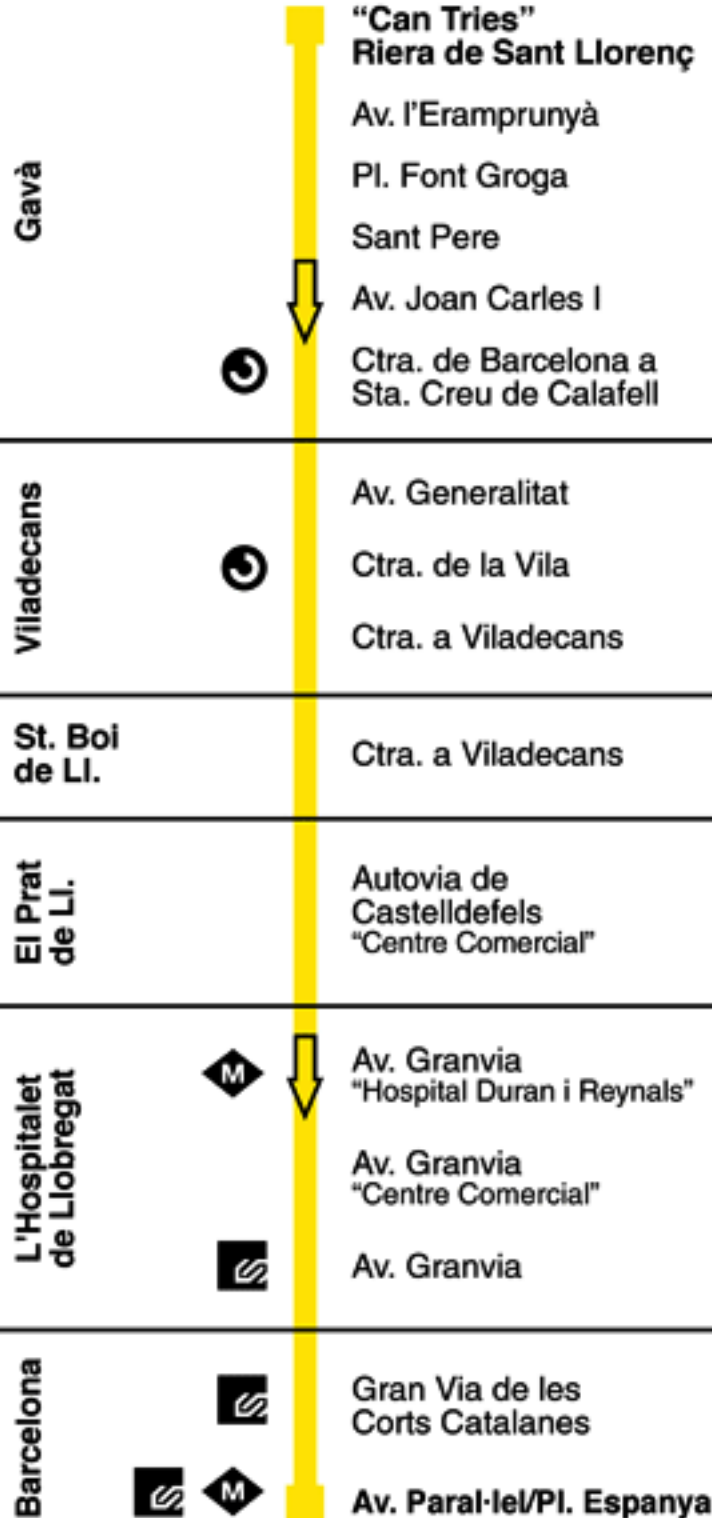 “Can Tries”
Riera de Sant Llorenç
Av. l'Eramprunyà
Pl. Font Groga
Sant Pere
Av. Joan Carles I
Ctra. de Barcelona a
Sta. Creu de Calafell
Gavà
Av. Generalitat
Ctra. de la Vila
Ctra. a Viladecans
Viladecans
St. Boi
de Ll.
Ctra. a Viladecans
El Prat
de Ll.
Autovia de
Castelldefels
“Centre Comercial”
L'Hospitalet
de Llobregat
M
Av. Granvia
“Hospital Duran i Reynals”
Av. Granvia
“Centre Comercial”
Av. Granvia
Barcelona
Gran Via de les
Corts Catalanes
M
Av. Paral·lel/Pl. Espanya